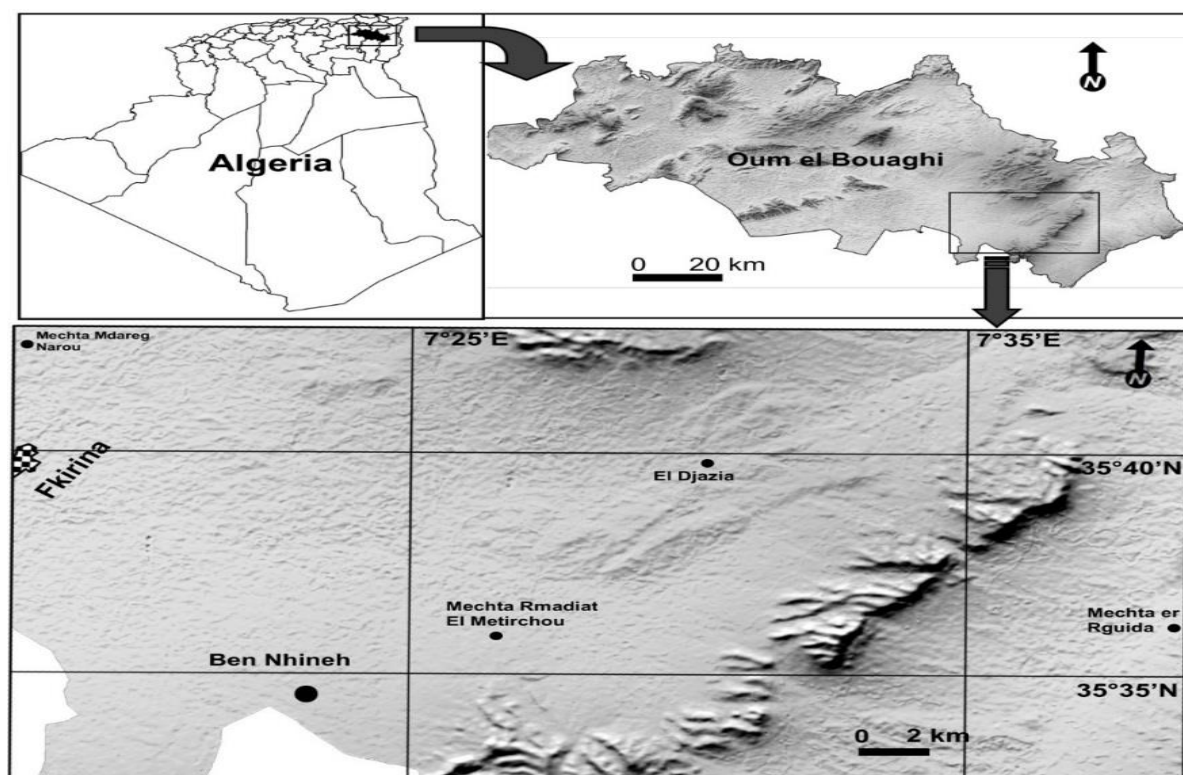 Algeria
N
Oum el Bouaghi
0 20 km
Mechta Mdareg
Narou
7°25'E
7°35'E
N
Fkirina
El Djazia
35°40'N
Mechta Rmadiat
El Metirchou
Mechta er
Rguida
Ben Nhineh
35°35'N
0 2 km